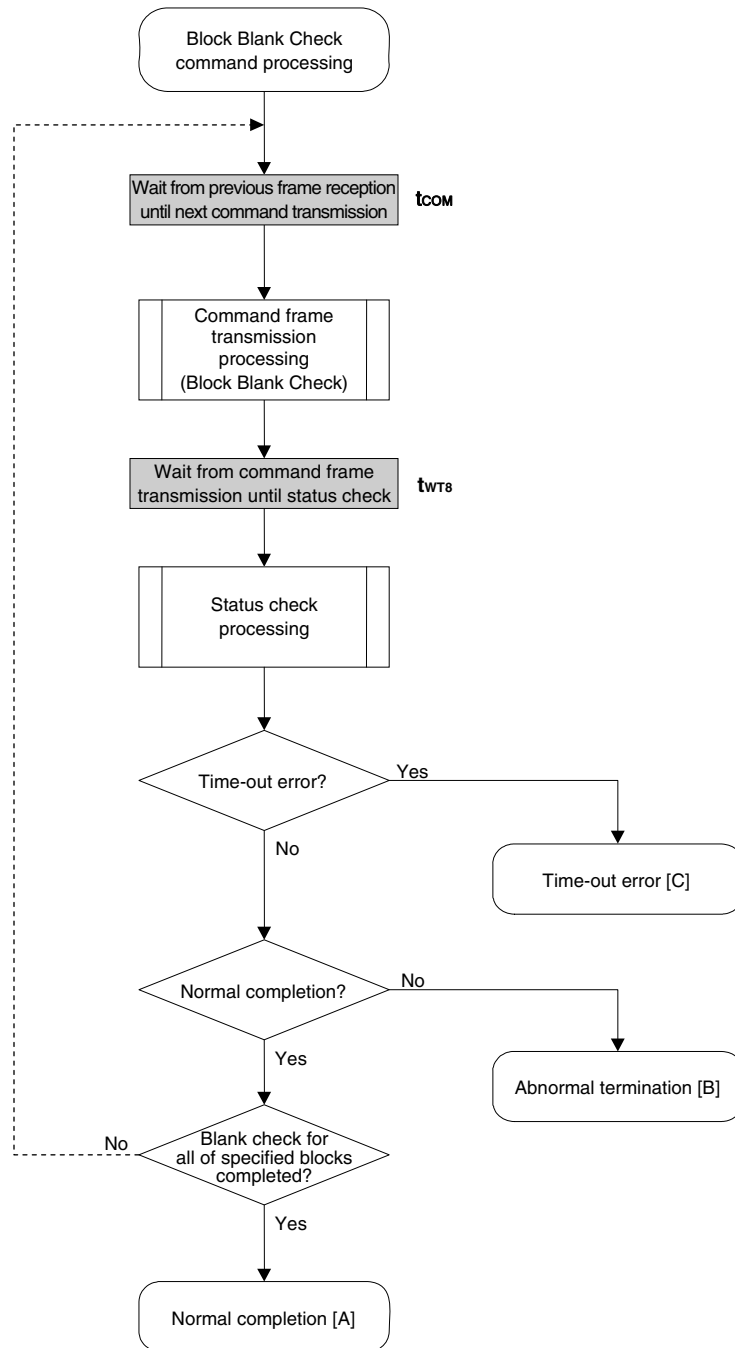 Block Blank Check
command processing
Wait from previous frame reception
until next command transmission
tCOM
Command frame
transmission
processing
(Block Blank Check)
Wait from command frame
transmission until status check
tWT8
Status check
processing
Time-out error?
Yes
No
Time-out error [C]
Normal completion?
No
Yes
Abnormal termination [B]
No
Blank check for
all of specified blocks
completed?
Yes
Normal completion [A]